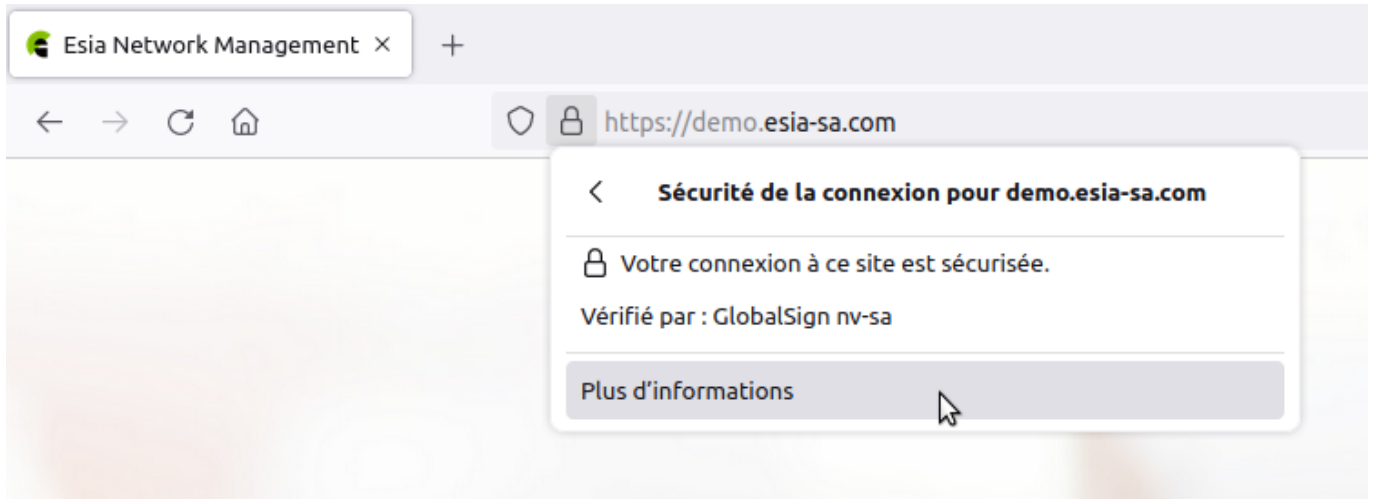 Esia Network Management
https://demo.esia-sa.com
Sécurité de la connexion pour demo.esia-sa.com
Votre connexion à ce site est sécurisée.
Vérifié par : GlobalSign nv-sa
Plus d’informations